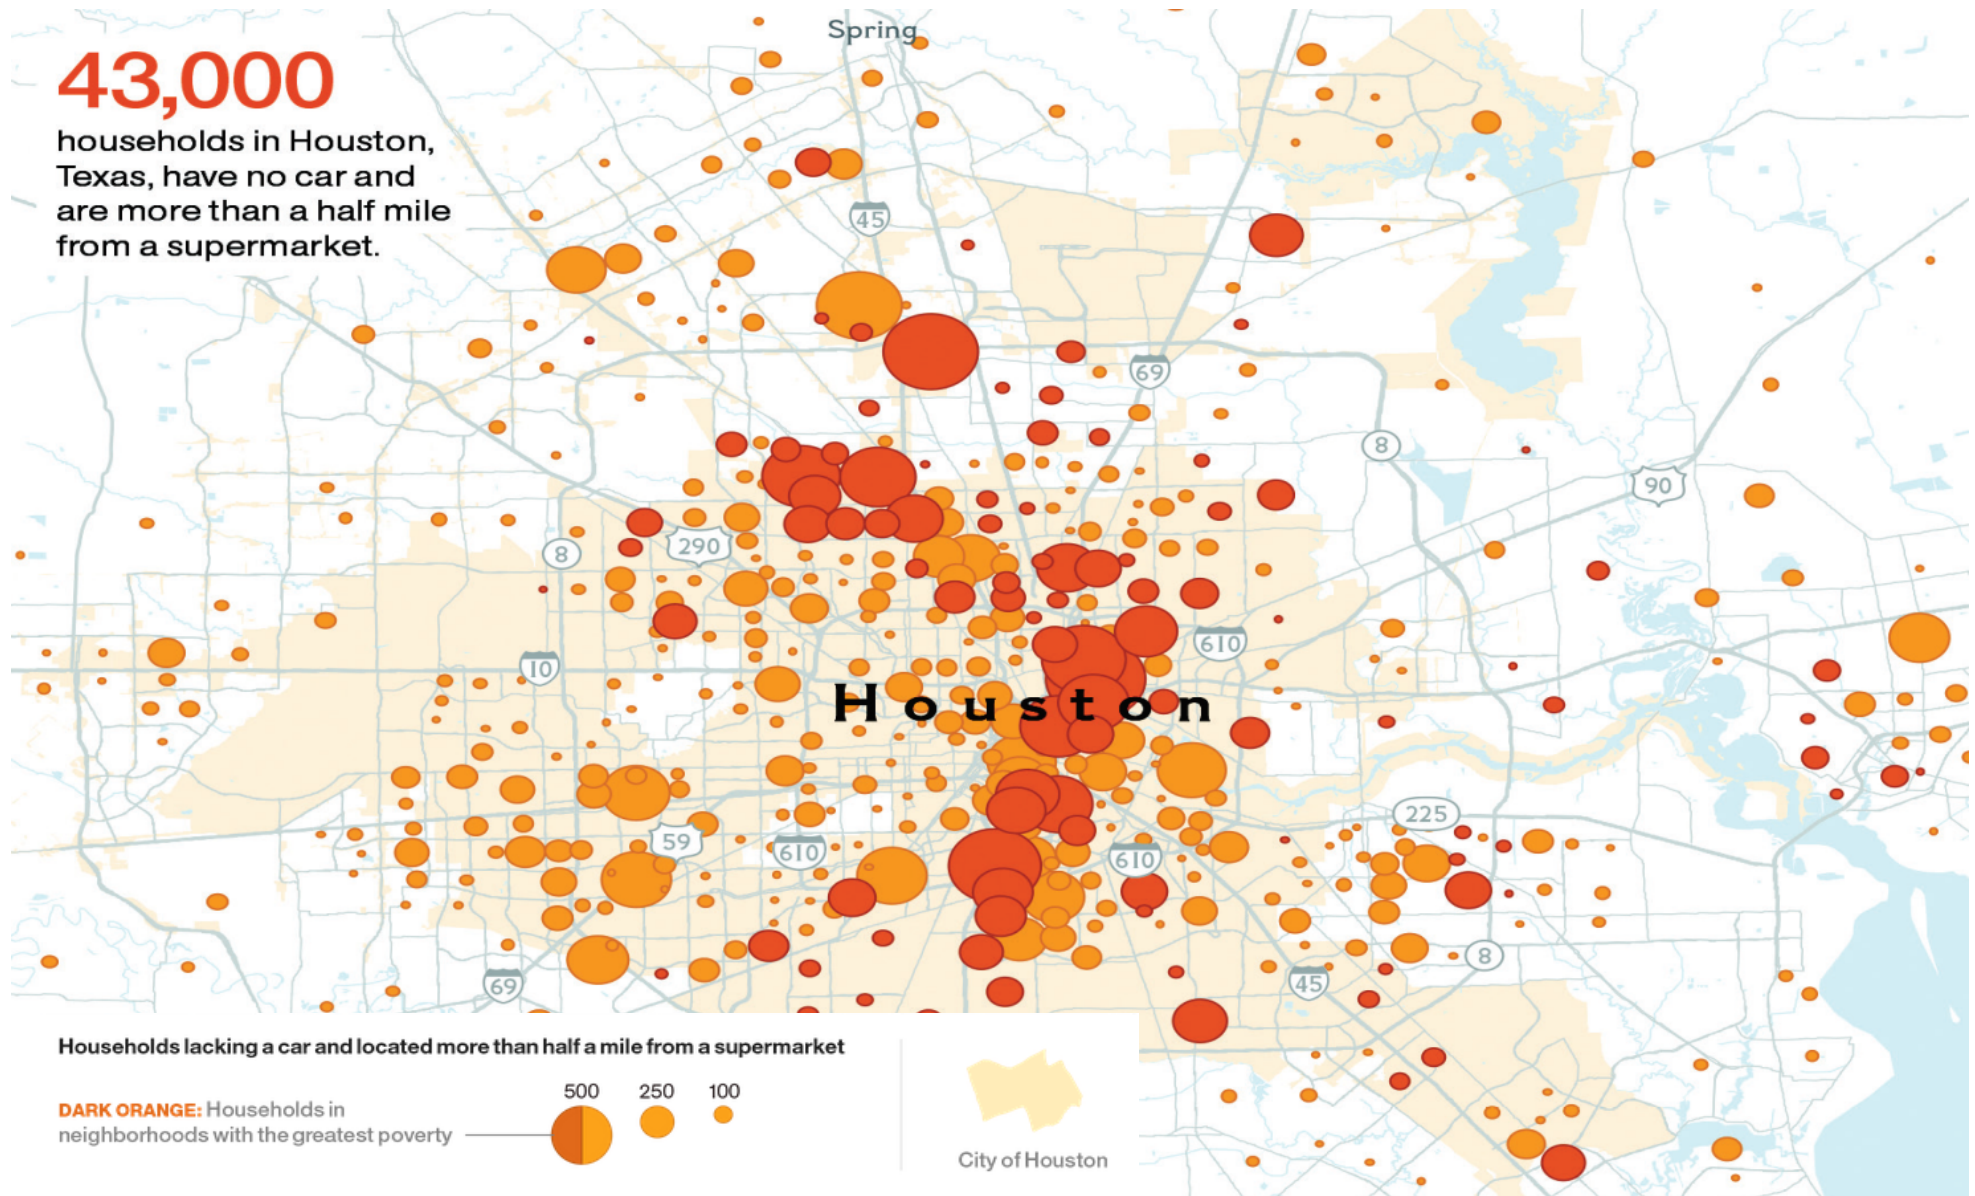 Spring
43,000
households in Houston,
Texas, have no car and
are more than a half mile
from a supermarket.
45
69
8
90
8
290
610
10
Houston
225
59
610
610
69
45
8
Households lacking a car and located more than half a mile from a supermarket
500 250 100
DARK ORANGE: Households in
neighborhoods with the greatest poverty
City of Houston